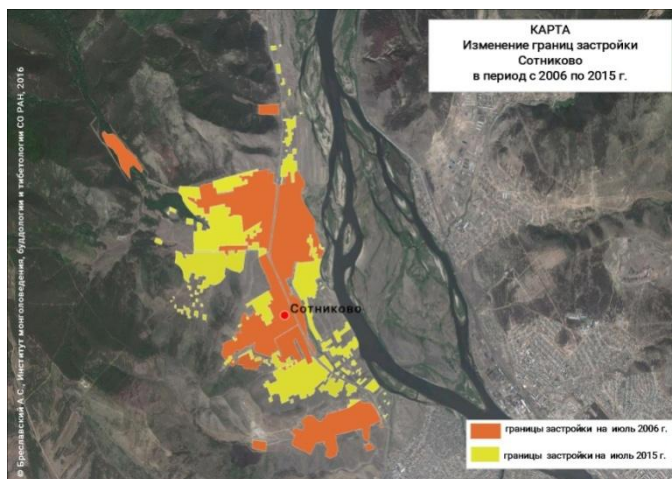 КАРТА
Изменение границ застройки
Сотниково
в период с 2006 по 2015 г.
© Бреславский А.С., Институт монголоведения, буддологии и тибетологии СО РАН, 2016
Сотниково
границы застройки на июль 2006 г.
границы застройки на июль 2015 г.